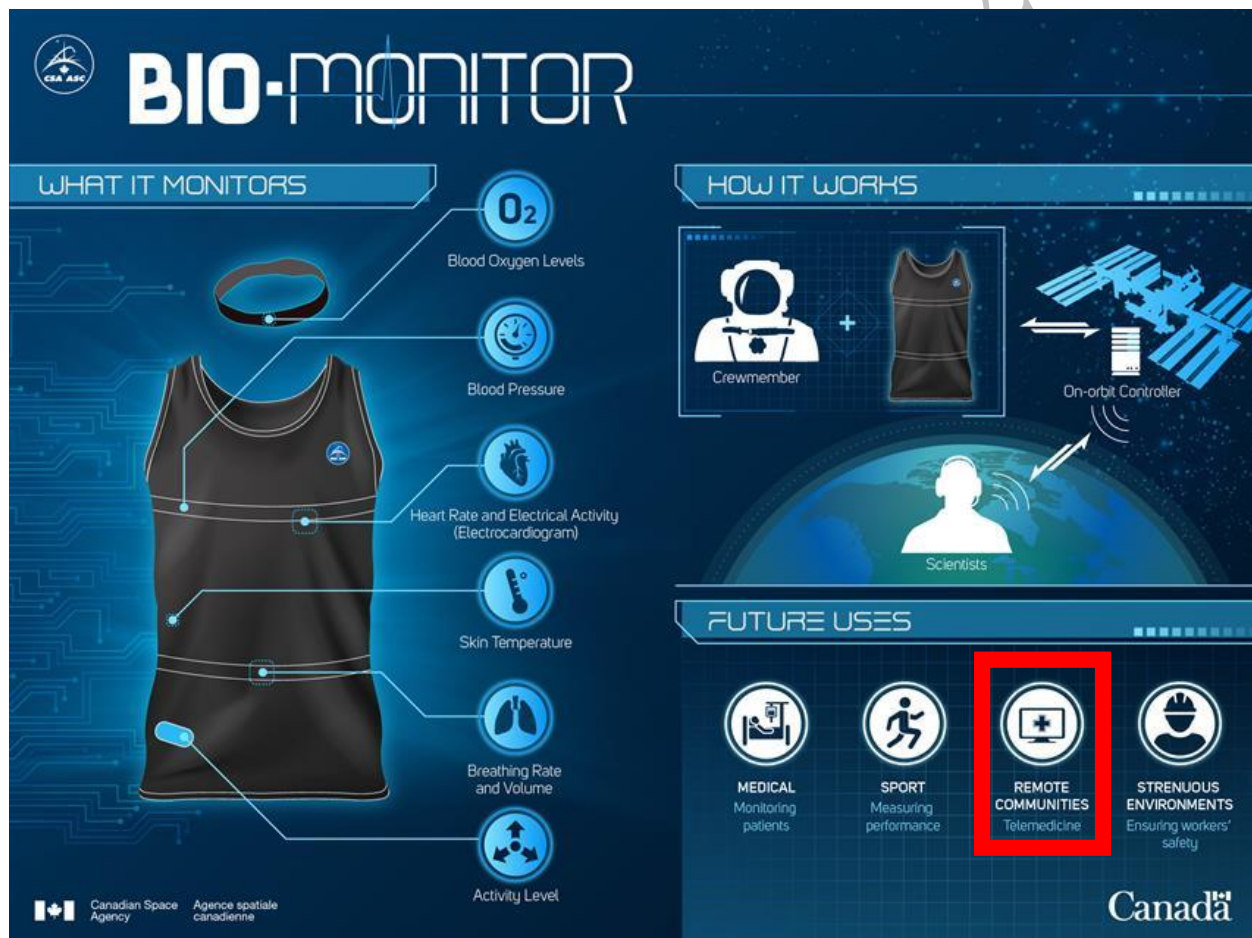 CSA ASC
BIO-MONITOR
WHAT IT MONITORS
O2
Blood Oxygen Levels
Blood Pressure
Heart Rate and Electrical Activity
(Electrocardiogram)
Skin Temperature
Breathing Rate
and Volume
Activity Level
HOW IT WORKS
Crewmember
+
On-orbit Controller
Scientists
FUTURE USES
MEDICAL
Monitoring
patients
SPORT
Measuring
performance
REMOTE
COMMUNITIES
Telemedicine
STRENUOUS
ENVIRONMENTS
Ensuring workers'
safety
Canadian Space
Agency
Agence spatiale
canadienne
Canada